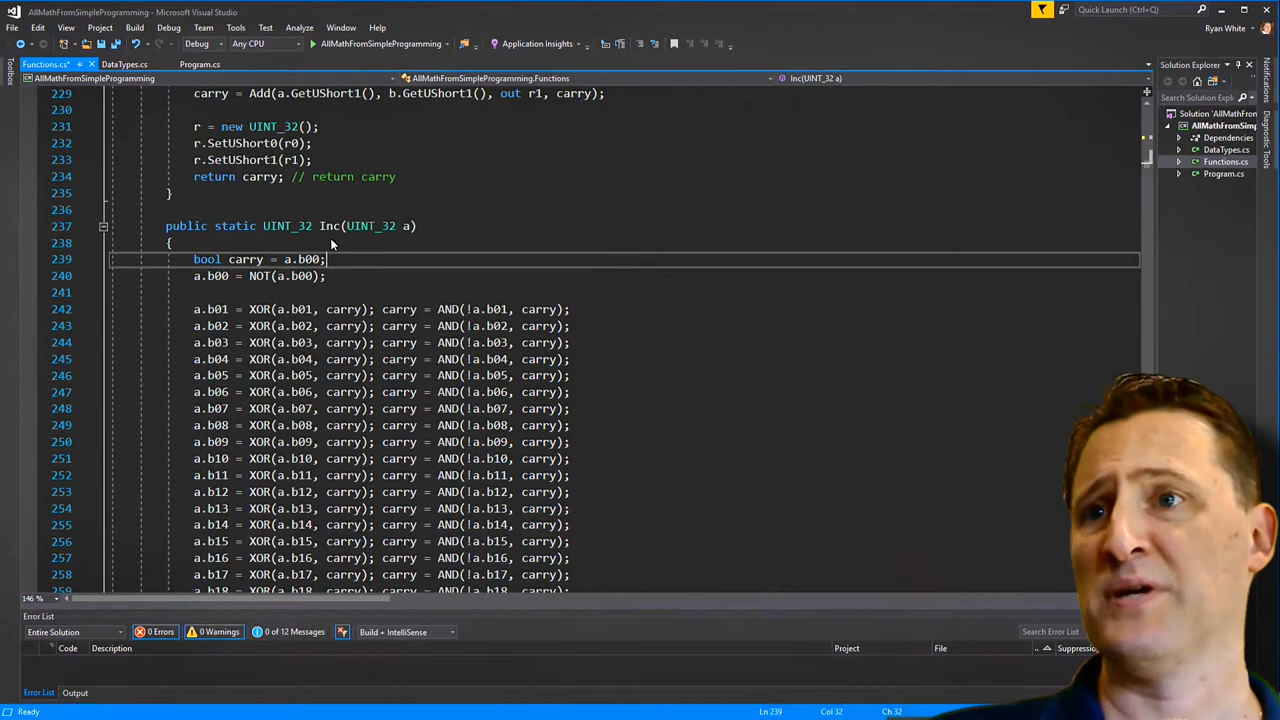 AllMathFromSimpleProgramming - Microsoft Visual Studio
Quick Launch (Ctrl+Q)
File Edit View Project Build Debug Team Tools Test Analyze Window Help
Ryan White
Debug Any CPU AllMathFromSimpleProgramming Application Insights
Functions.cs* DataTypes.cs Program.cs
AllMathFromSimpleProgramming AllMathFromSimpleProgramming.Functions Inc(UINT_32 a)
Toolbox
229 carry = Add(a.GetUShort1(), b.GetUShort1(), out r1, carry);
230
231 r = new UINT_32();
232 r.SetUShort0(r0);
233 r.SetUShort1(r1);
234 return carry; // return carry
235 }
236
237 public static UINT_32 Inc(UINT_32 a)
238 {
239 bool carry = a.b00;
240 a.b00 = NOT(a.b00);
241
242 a.b01 = XOR(a.b01, carry); carry = AND(!a.b01, carry);
243 a.b02 = XOR(a.b02, carry); carry = AND(!a.b02, carry);
244 a.b03 = XOR(a.b03, carry); carry = AND(!a.b03, carry);
245 a.b04 = XOR(a.b04, carry); carry = AND(!a.b04, carry);
246 a.b05 = XOR(a.b05, carry); carry = AND(!a.b05, carry);
247 a.b06 = XOR(a.b06, carry); carry = AND(!a.b06, carry);
248 a.b07 = XOR(a.b07, carry); carry = AND(!a.b07, carry);
249 a.b08 = XOR(a.b08, carry); carry = AND(!a.b08, carry);
250 a.b09 = XOR(a.b09, carry); carry = AND(!a.b09, carry);
251 a.b10 = XOR(a.b10, carry); carry = AND(!a.b10, carry);
252 a.b11 = XOR(a.b11, carry); carry = AND(!a.b11, carry);
253 a.b12 = XOR(a.b12, carry); carry = AND(!a.b12, carry);
254 a.b13 = XOR(a.b13, carry); carry = AND(!a.b13, carry);
255 a.b14 = XOR(a.b14, carry); carry = AND(!a.b14, carry);
256 a.b15 = XOR(a.b15, carry); carry = AND(!a.b15, carry);
257 a.b16 = XOR(a.b16, carry); carry = AND(!a.b16, carry);
258 a.b17 = XOR(a.b17, carry); carry = AND(!a.b17, carry);
259 a.b18 = XOR(a.b18, carry); carry = AND(!a.b18, carry);
146 %
Solution Explorer
Search Solution Expl
Solution 'AllMathFrom
AllMathFromSimp
Dependencies
DataTypes.cs
Functions.cs
Program.cs
Notifications
Diagnostic Tools
Error List
Entire Solution 0 Errors 0 Warnings 0 of 12 Messages Build + IntelliSense Search Error List
Code Description Project File .. Suppressio
Error List Output
Ready Ln 239 Col 32 Ch 32